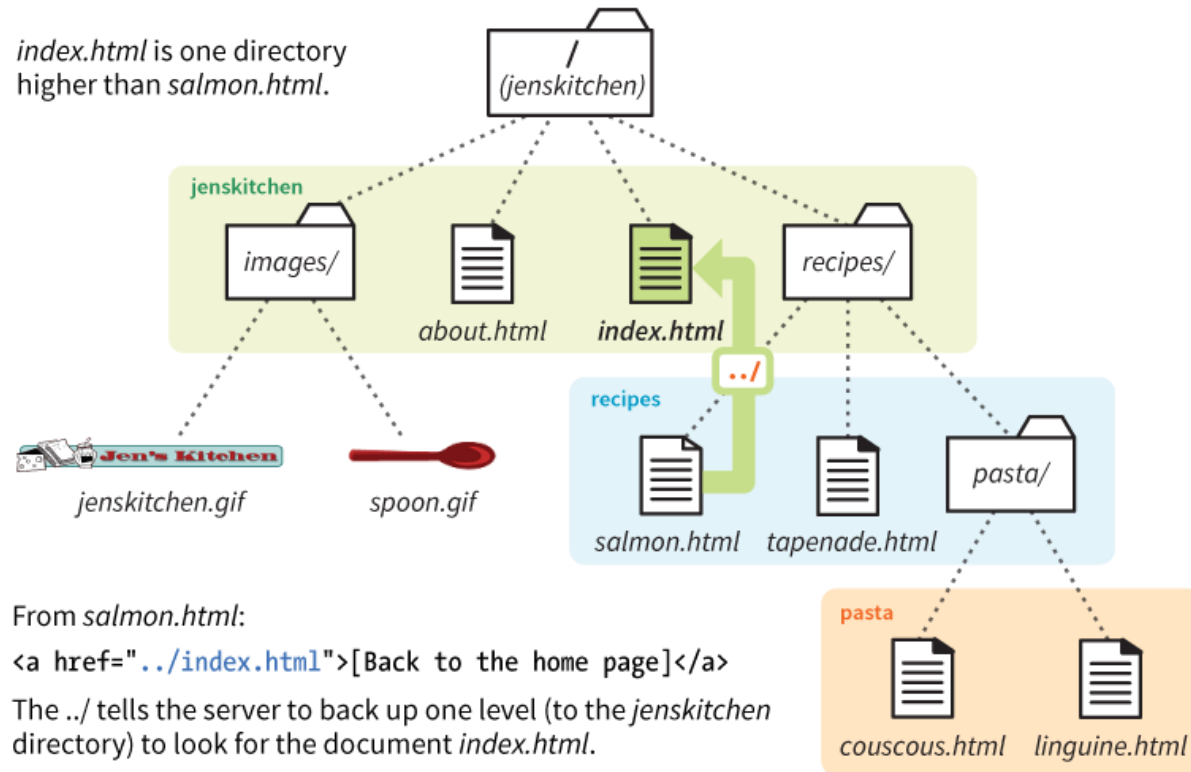 index.html is one directory
higher than salmon.html.
/
(jenskitchen)
jenskitchen
images/
about.html
index.html
recipes/
../
recipes
Jen's Kitchen
jenskitchen.gif
spoon.gif
salmon.html
tapenade.html
pasta/
From salmon.html:
<a href="../index.html">[Back to the home page]</a>
The ../ tells the server to back up one level (to the jenskitchen
directory) to look for the document index.html.
pasta
couscous.html
linguine.html